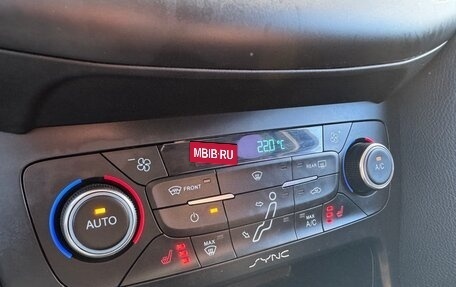 MBIB·RU
22.0°C
FRONT
REAR
A/C
AUTO
MAX
MAX
A/C
SYNC